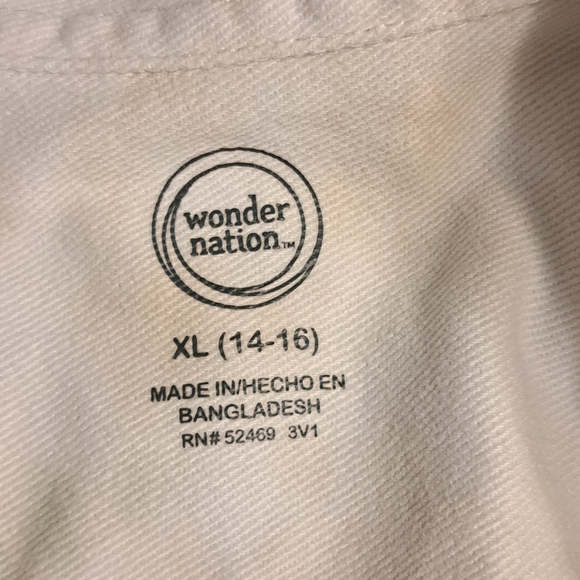 wonder
nation™
XL (14-16)
MADE IN/HECHO EN
BANGLADESH
RN# 52469 3V1